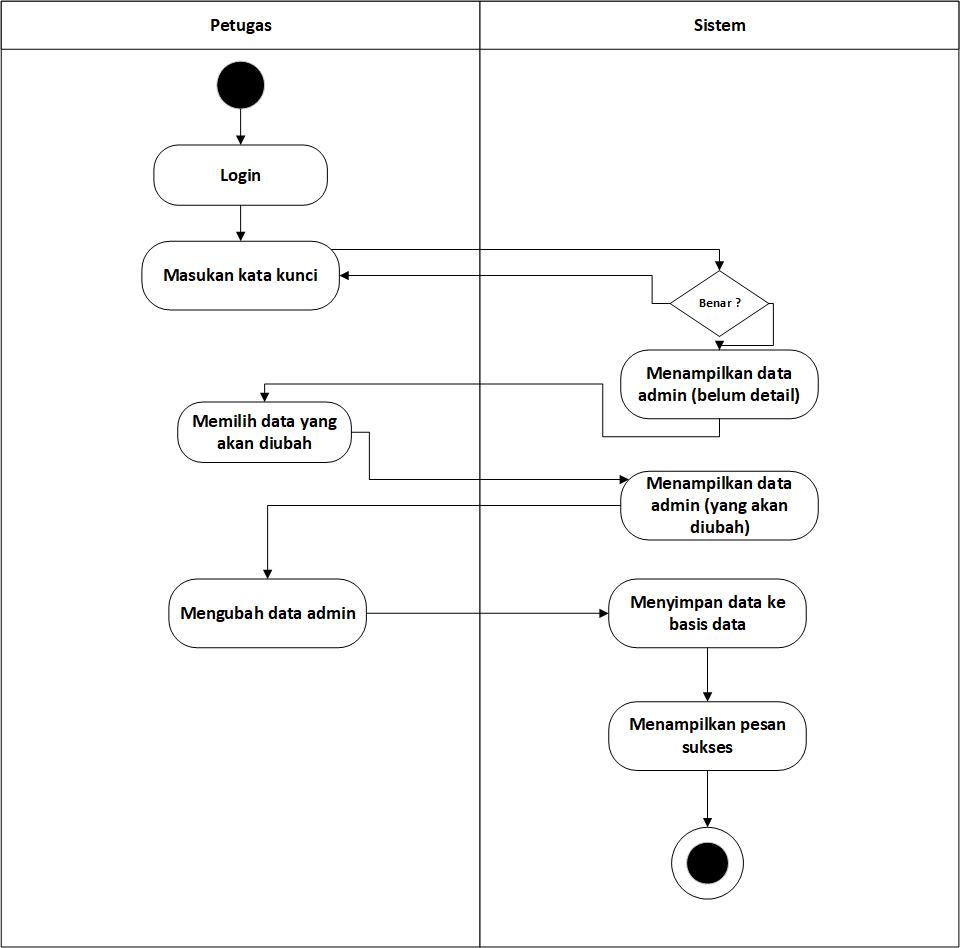 Petugas
Sistem
Login
Masukan kata kunci
Benar ?
Menampilkan data
admin (belum detail)
Memilih data yang
akan diubah
Menampilkan data
admin (yang akan
diubah)
Mengubah data admin
Menyimpan data ke
basis data
Menampilkan pesan
sukses